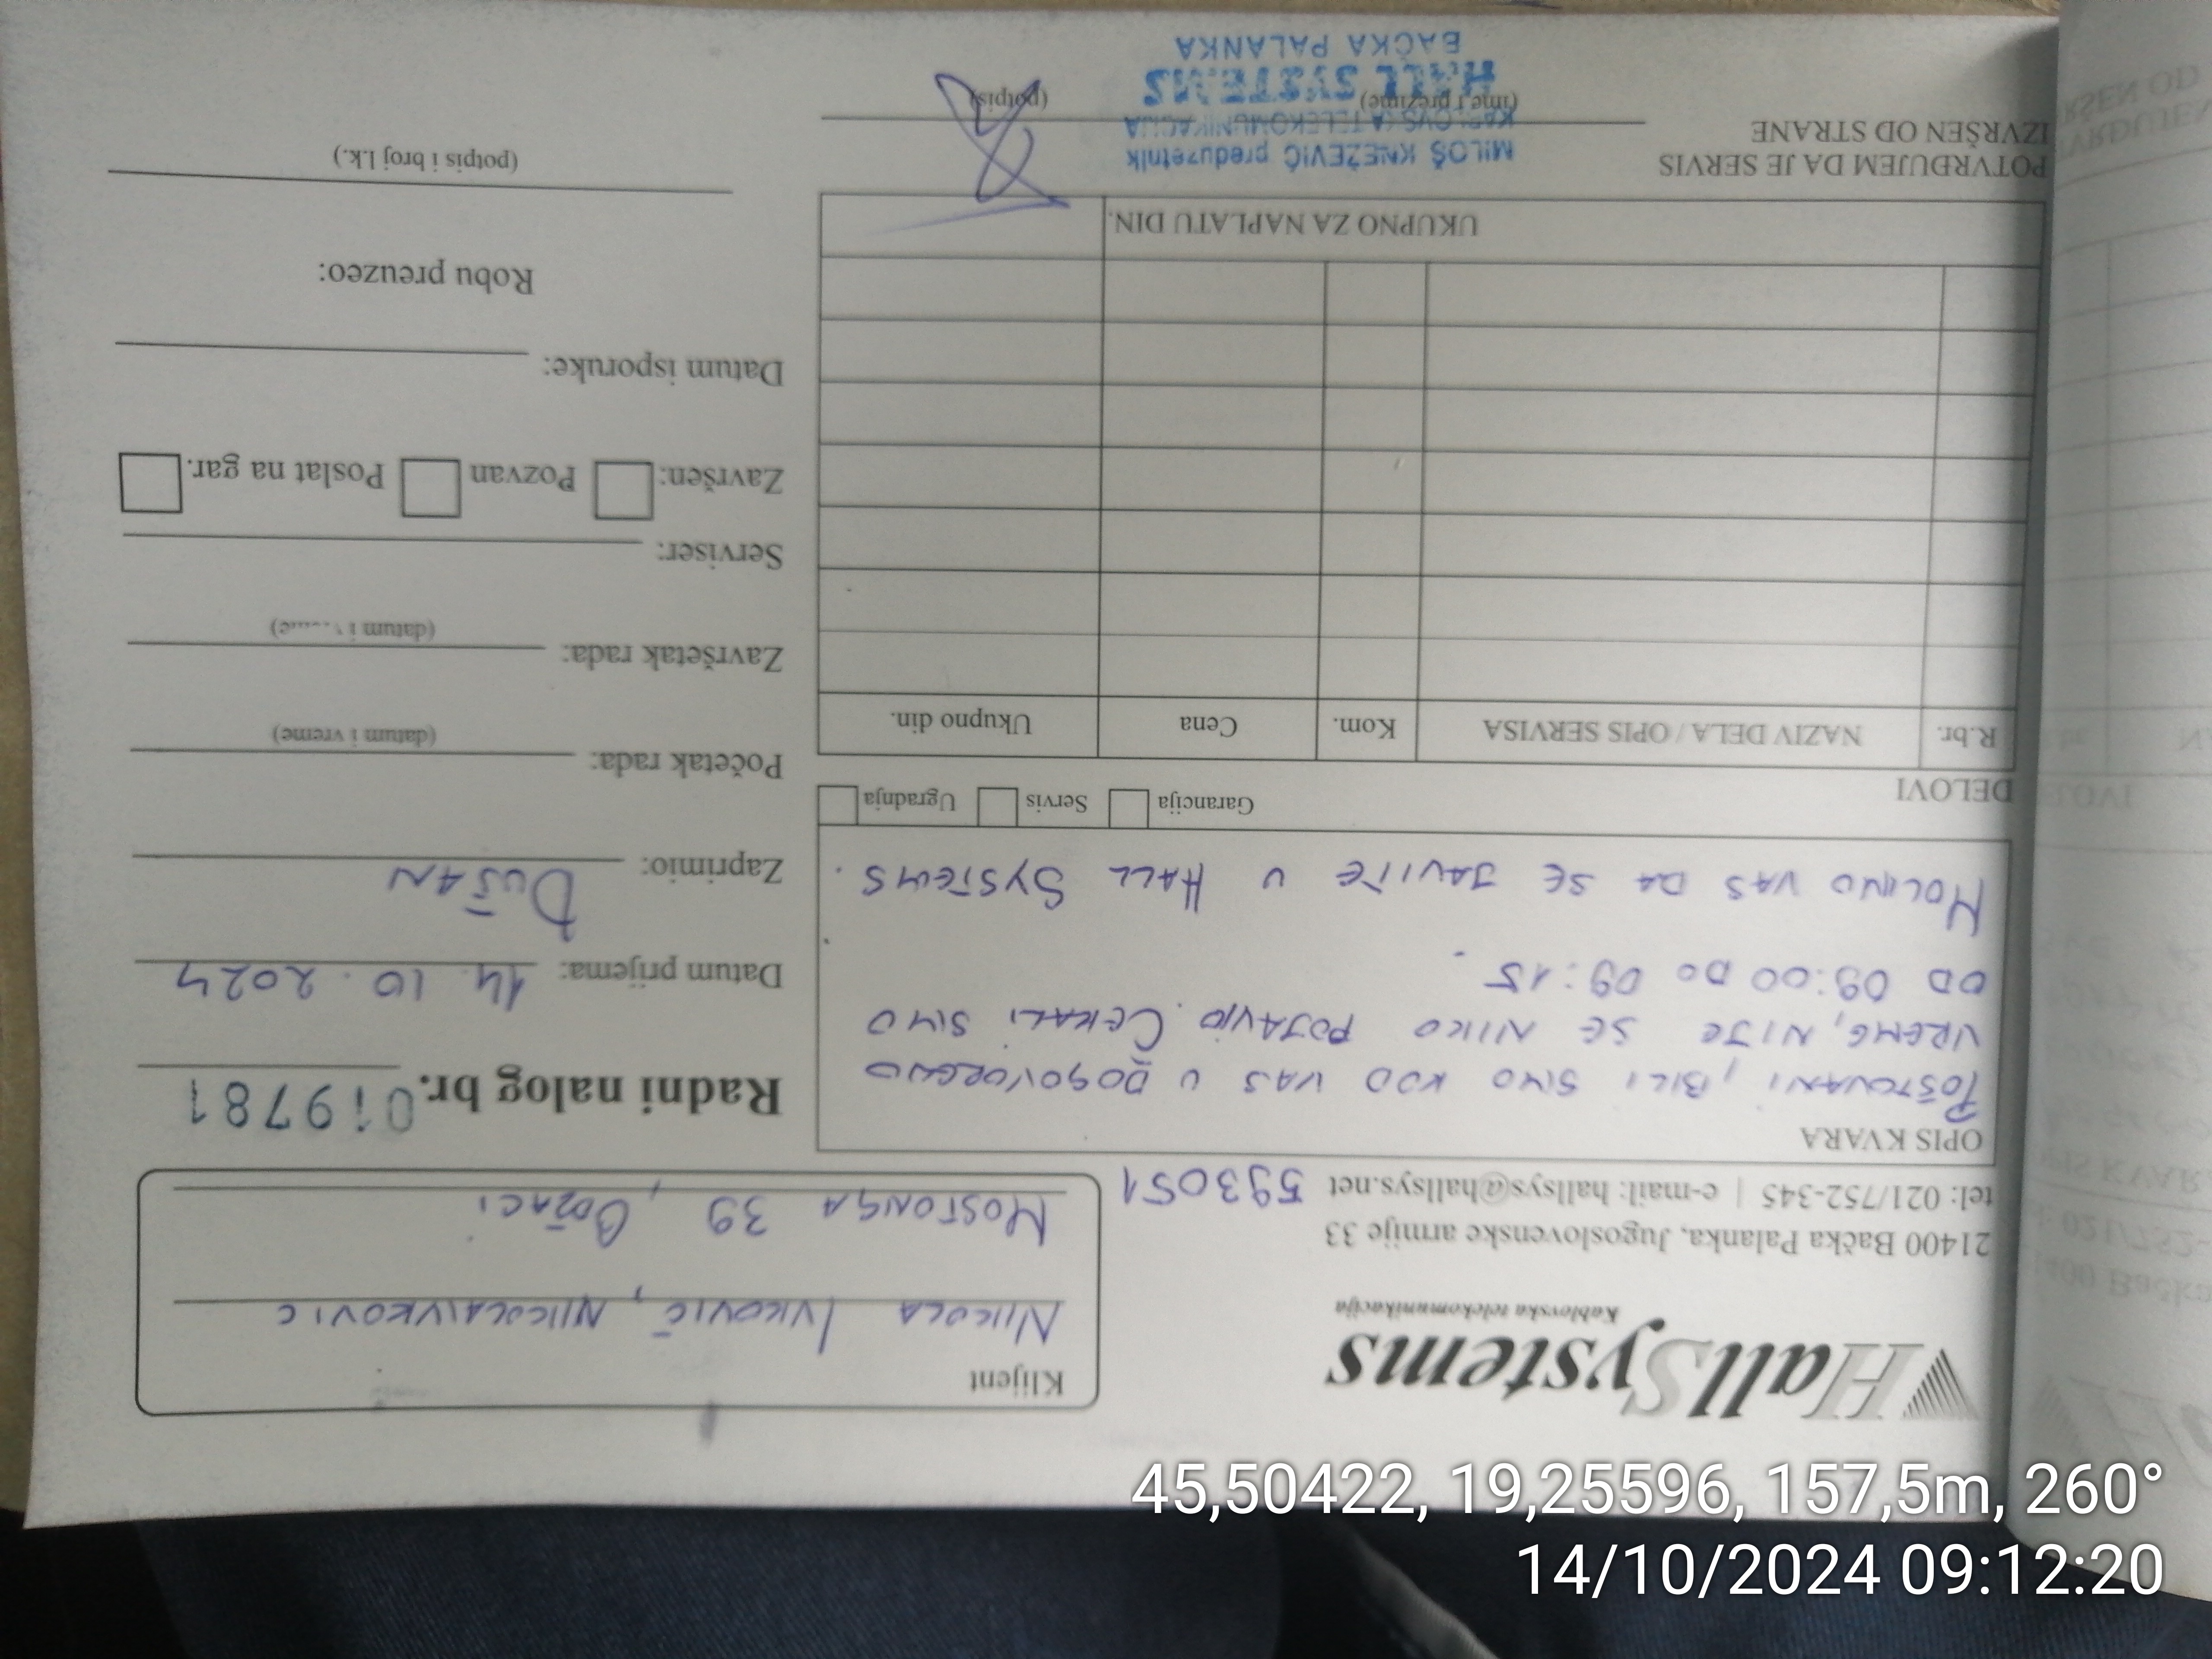 HallSystems
Kablovska telekomunikacija
21400 Bačka Palanka, Jugoslovenske armije 33
tel: 021/752-345 | e-mail: hallsys@hallsys.net 593051
Klijent
NIKOLA IVKOVIĆ, NIKOLAIVKOVIC
MOSTONGA 39, ODŽACI
OPIS KVARA
POŠTOVANI, BILI SMO KOD VAS U DOGOVORENO
VREME, NIJE SE NIKO POJAVIO. ČEKALI SMO
OD 09:00 DO 09:15.
MOLIMO VAS DA SE JAVITE U HALL SYSTEMS.
Radni nalog br. 019781
Datum prijema: 14.10.2024
Zaprimio: DUŠAN
Početak rada:
(datum i vreme)
Završetak rada:
(datum i
Serviser:
Završen: Pozvan Poslat na gar.
Datum isporuke:
Robu preuzeo:
(potpis i broj l.k.)
DELOVI Garancija Servis Ugradnja
R.br. NAZIV DELA / OPIS SERVISA Kom. Cena Ukupno din.
UKUPNO ZA NAPLATU DIN.
POTVRĐUJEM DA JE SERVIS
IZVRŠEN OD STRANE
(ime i prezime) (potpis)
MILOŠ KNEŽEVIĆ preduzetnik
KABLOVSKA TELEKOMUNIKACIJA
HALL SYSTEMS
BAČKA PALANKA
45,50422, 19,25596, 157,5m, 260°
14/10/2024 09:12:20